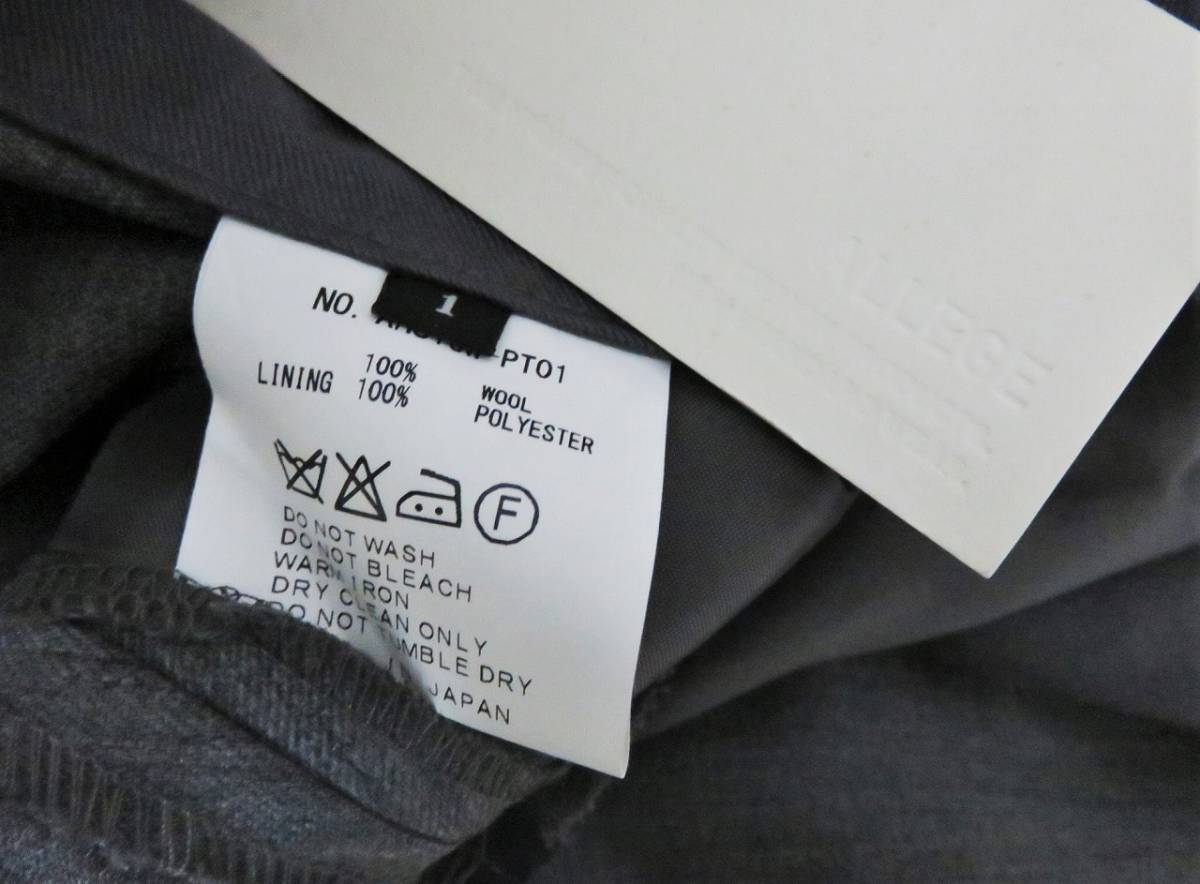 1
NO. -PT01
100% WOOL
LINING 100% POLYESTER
F
DO NOT WASH
DO NOT BLEACH
WARM IRON
DRY CLEAN ONLY
DO NOT TUMBLE DRY
JAPAN
ALLEGE